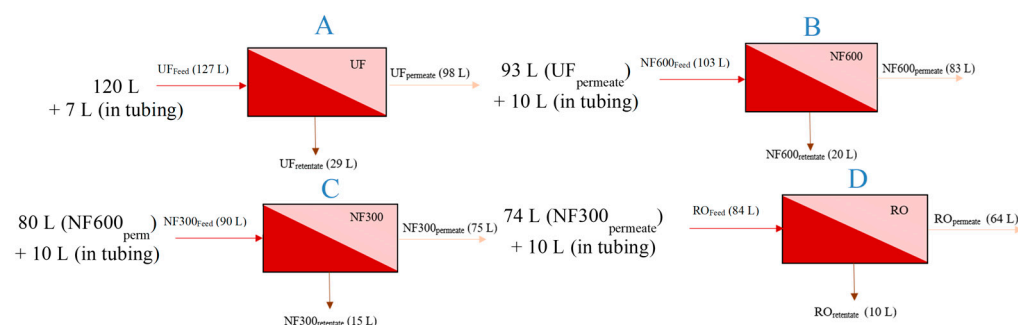 A
B
UF
UFFeed (127 L)
UFpermeate (98 L)
120 L
+ 7 L (in tubing)
UFretentate (29 L)
93 L (UFpermeate)
+ 10 L (in tubing)
NF600Feed (103 L)
NF600
NF600permeate (83 L)
NF600retentate (20 L)
C
D
80 L (NF600perm)
+ 10 L (in tubing)
NF300Feed (90 L)
NF300
NF300permeate (75 L)
NF300retentate (15 L)
74 L (NF300permeate)
+ 10 L (in tubing)
ROFeed (84 L)
RO
ROpermeate (64 L)
ROretentate (10 L)